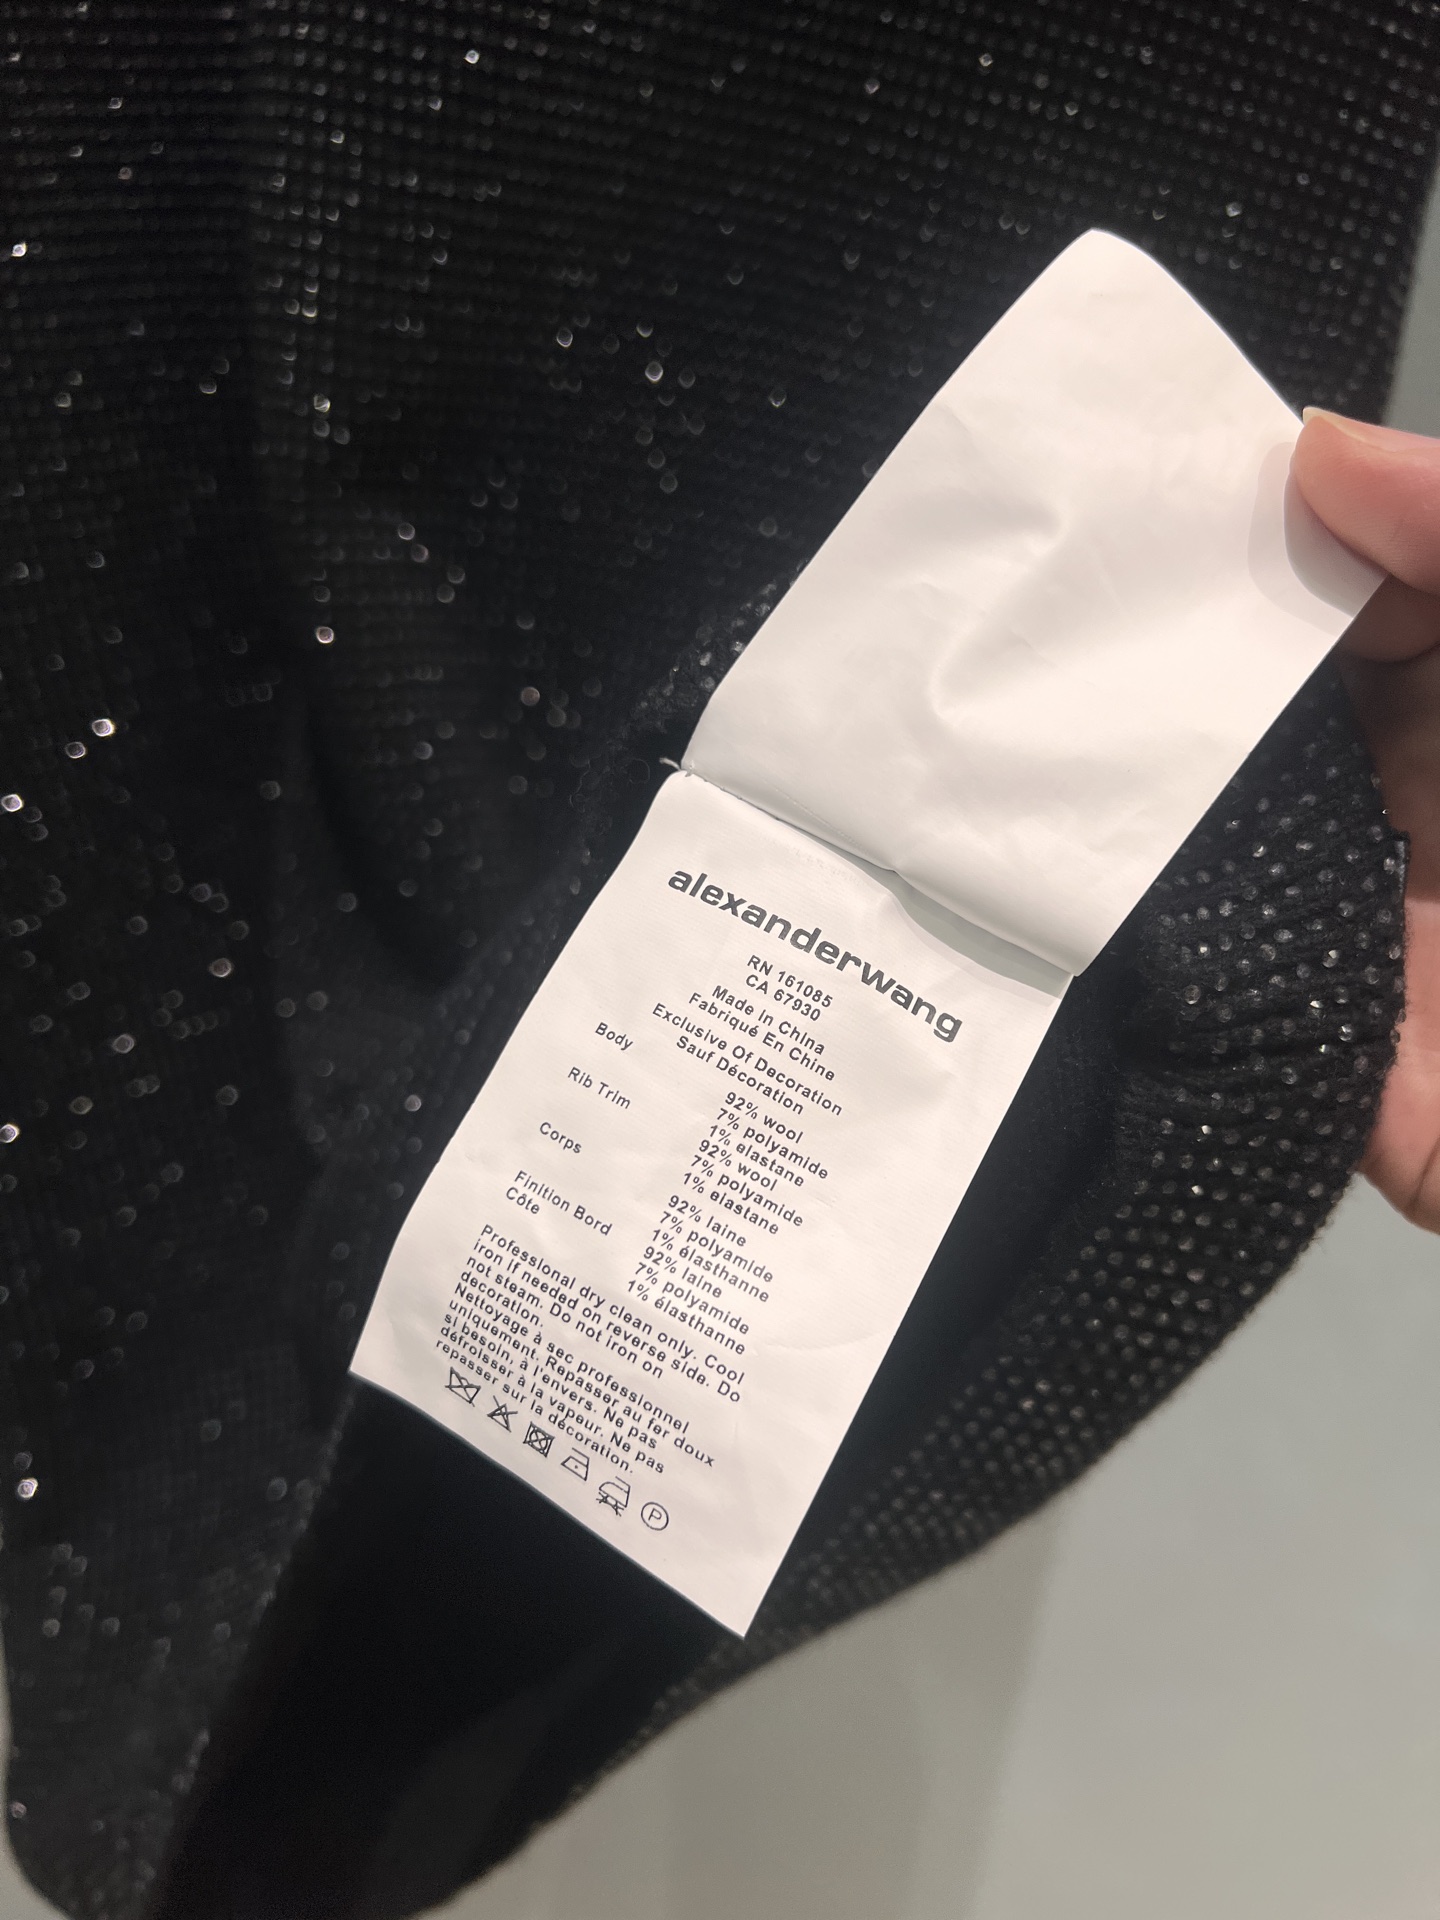 alexanderwang
RN 161085
CA 67930
Made In China
Fabriqué En Chine
Exclusive Of Decoration
Sauf Décoration
Body 92% wool
7% polyamide
1% elastane
Rib Trim 92% wool
7% polyamide
1% elastane
Corps 92% laine
7% polyamide
1% élasthanne
Finition Bord 92% laine
Côte 7% polyamide
1% élasthanne
Professional dry clean only. Cool
iron if needed on reverse side. Do
not steam. Do not iron on
decoration.
Nettoyage à sec professionnel
uniquement. Repasser au fer doux
si besoin, à l'envers. Ne pas
défroisser à la vapeur. Ne pas
repasser sur la décoration.
P